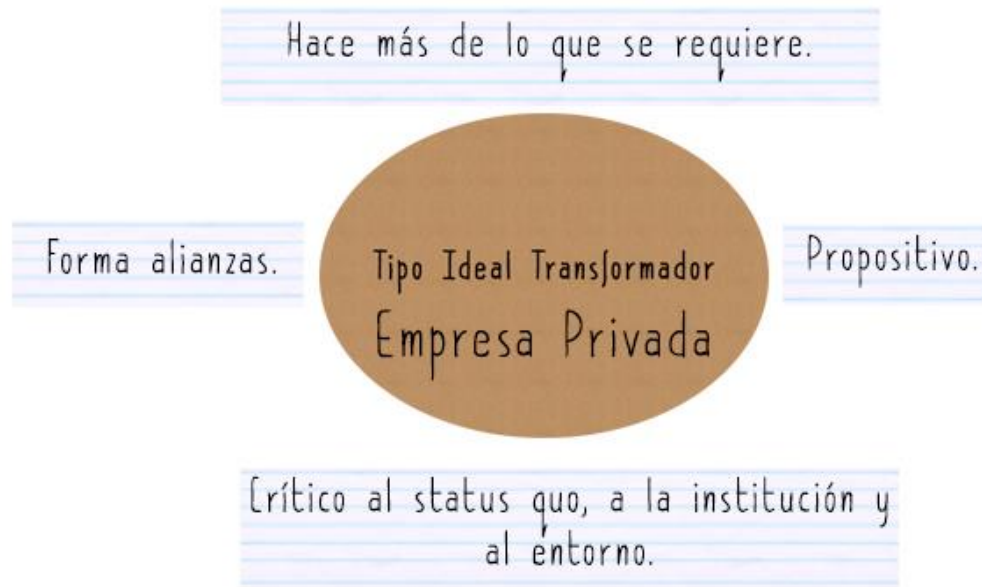 Hace más de lo que se requiere.
Forma alianzas.
Tipo Ideal Transformador
Empresa Privada
Propositivo.
Crítico al status quo, a la institución y
al entorno.